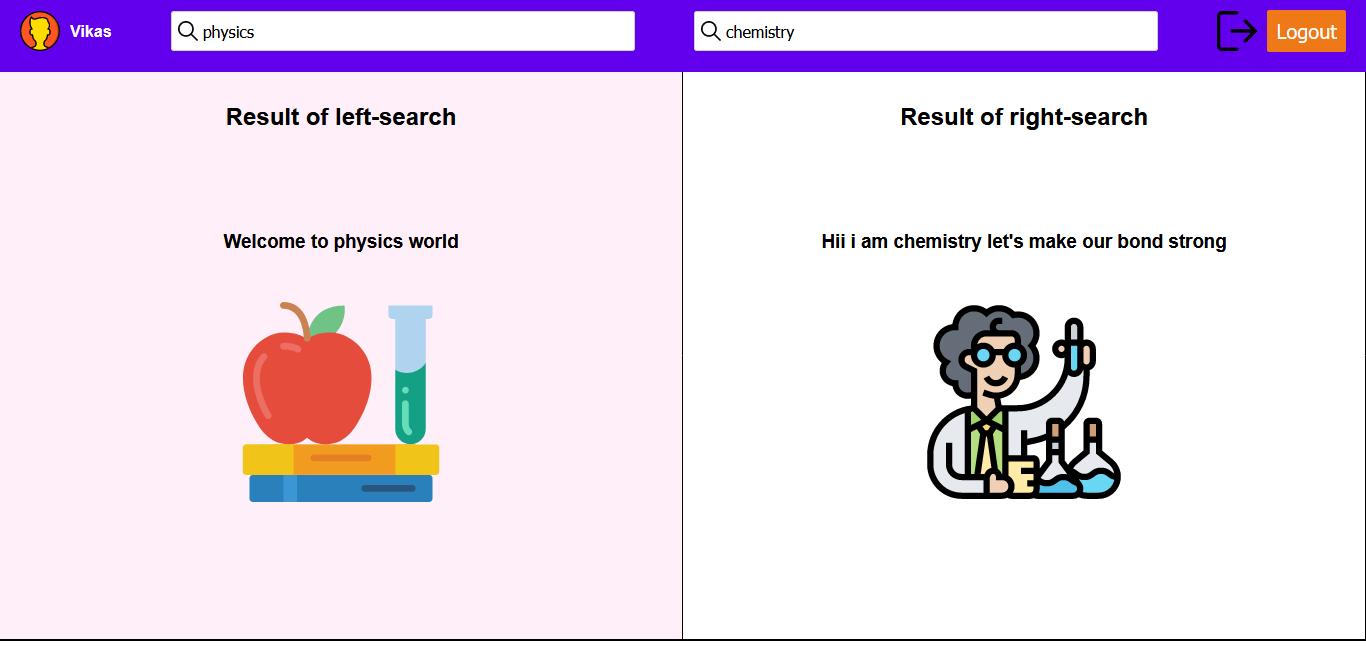 Vikas
physics
chemistry
Logout
Result of left-search
Welcome to physics world
Result of right-search
Hii i am chemistry let's make our bond strong